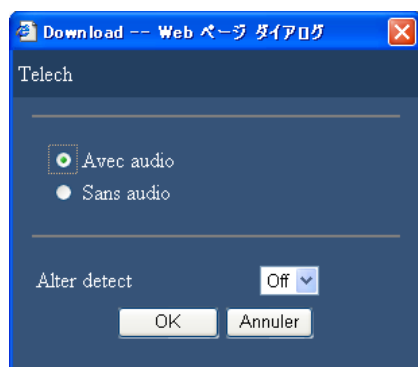 Download -- Web ページ ダイアログ
Telech
Avec audio
Sans audio
Alter detect Off
OK Annuler